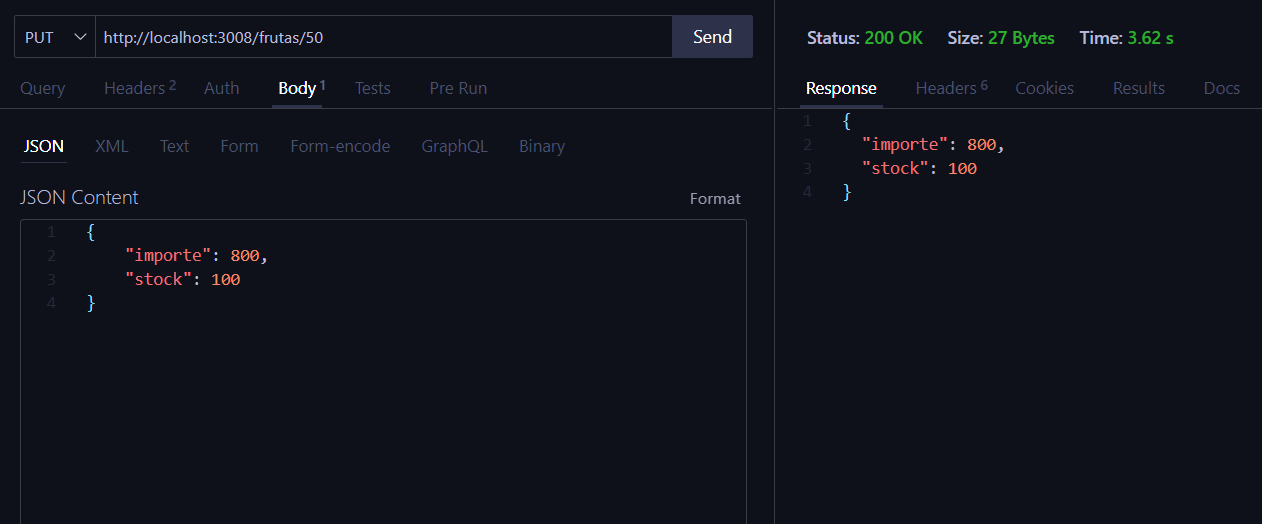 PUT http://localhost:3008/frutas/50 Send
Query Headers 2 Auth Body 1 Tests Pre Run
JSON XML Text Form Form-encode GraphQL Binary
JSON Content Format
1 {
2 "importe": 800,
3 "stock": 100
4 }
Status: 200 OK Size: 27 Bytes Time: 3.62 s
Response Headers 6 Cookies Results Docs
1 {
2 "importe": 800,
3 "stock": 100
4 }